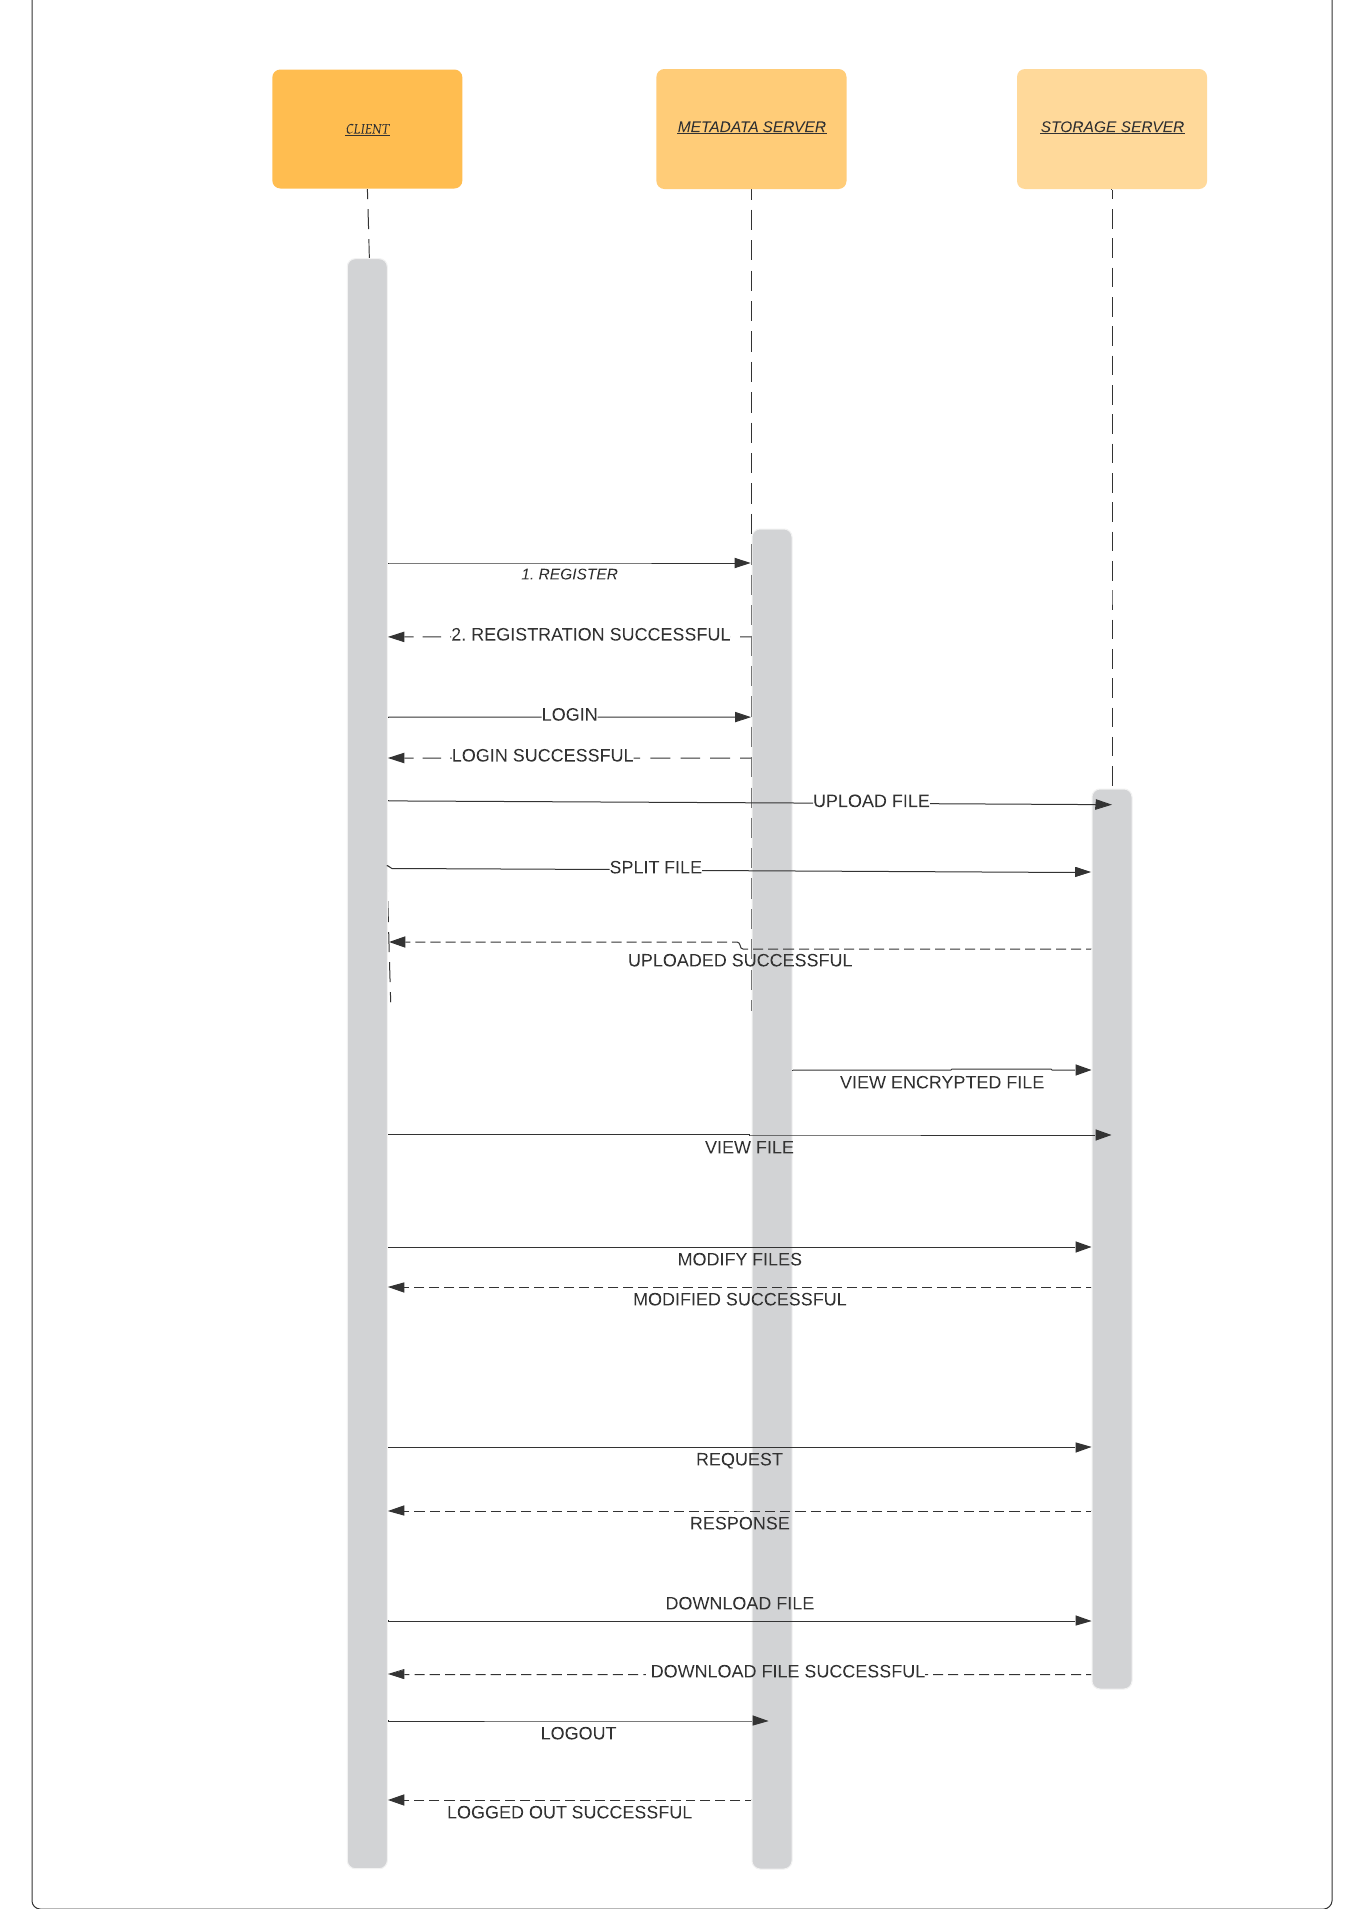 CLIENT
METADATA SERVER
STORAGE SERVER
1. REGISTER
2. REGISTRATION SUCCESSFUL
LOGIN
LOGIN SUCCESSFUL
UPLOAD FILE
SPLIT FILE
UPLOADED SUCCESSFUL
VIEW ENCRYPTED FILE
VIEW FILE
MODIFY FILES
MODIFIED SUCCESSFUL
REQUEST
RESPONSE
DOWNLOAD FILE
DOWNLOAD FILE SUCCESSFUL
LOGOUT
LOGGED OUT SUCCESSFUL